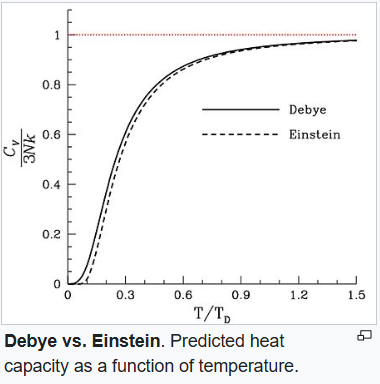 1
0.8
0.6
0.4
0.2
0
C_v
3Nk
Debye
Einstein
0 0.3 0.6 0.9 1.2 1.5
T/T_D
Debye vs. Einstein. Predicted heat
capacity as a function of temperature.